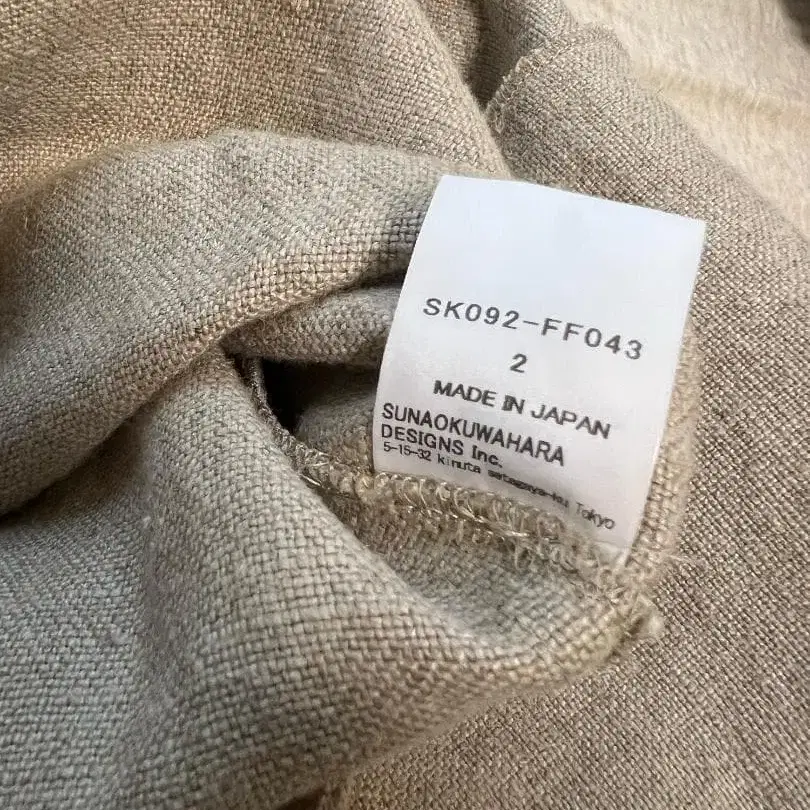 SK092-FF043
2
MADE IN JAPAN
SUNAOKUWAHARA
DESIGNS Inc.
5-15-32 kinuta setagaya-ku Tokyo